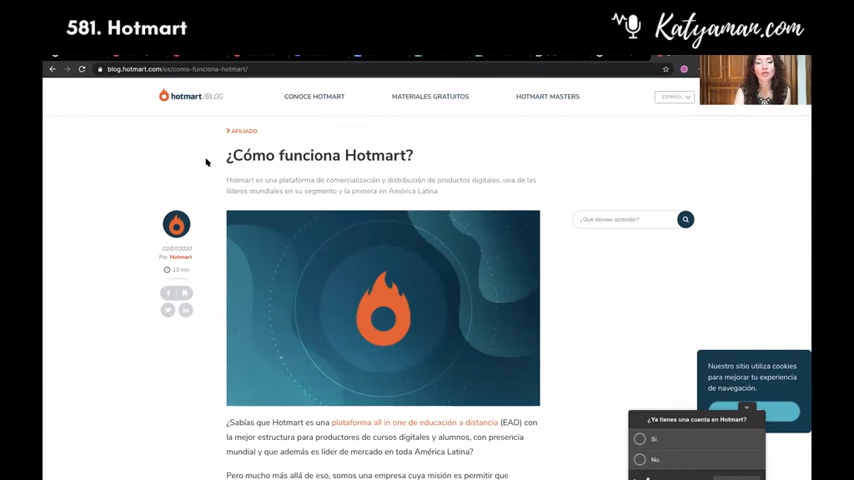 581. Hotmart
Katyaman.com
blog.hotmart.com/es/como-funciona-hotmart/
hotmart/BLOG
CONOCE HOTMART
MATERIALES GRATUITOS
HOTMART MASTERS
ESPAÑOL
AFILIADO
¿Cómo funciona Hotmart?
Hotmart es una plataforma de comercialización y distribución de productos digitales, una de las
líderes mundiales en su segmento y la primera en América Latina
¿Qué deseas aprender?
02/07/2020
Por Hotmart
23 min
¿Sabías que Hotmart es una plataforma all in one de educación a distancia (EAD) con
la mejor estructura para productores de cursos digitales y alumnos, con presencia
mundial y que además es líder de mercado en toda América Latina?
Pero mucho más allá de eso, somos una empresa cuya misión es permitir que
Nuestro sitio utiliza cookies
para mejorar tu experiencia
de navegación.
¿Ya tienes una cuenta en Hotmart?
Sí.
No.